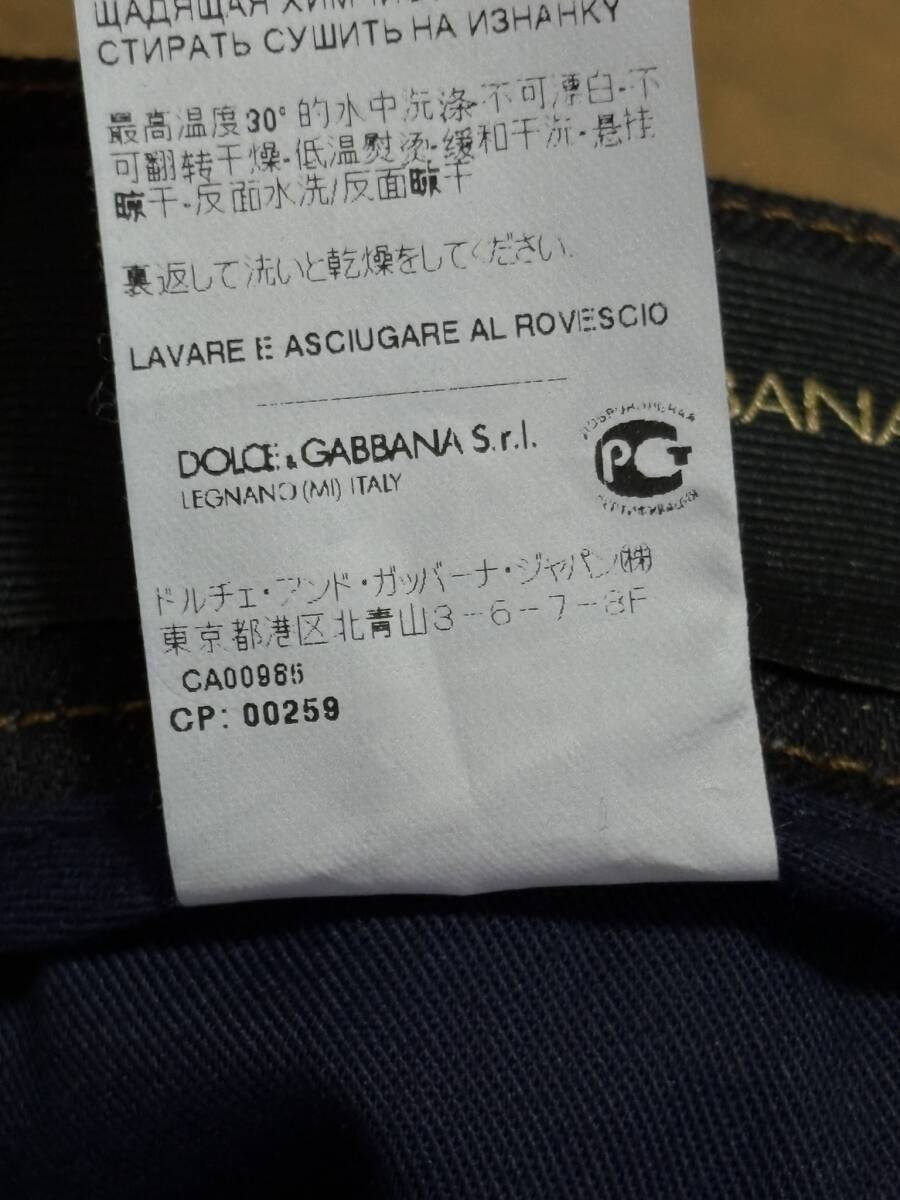 ЩАДЯЩАЯ ХИМ
СТИРАТЬ СУШИТЬ НА ИЗНАНКУ
最高温度30°的水中洗涤-不可漂白-不
可翻转干燥-低温熨烫-缓和干洗-悬挂
晾干-反面水洗/反面晾干
裏返して洗いと乾燥をしてください.
LAVARE E ASCIUGARE AL ROVESCIO
DOLCE & GABBANA S.r.l.
LEGNANO (MI) ITALY
РСТ
ドルチェ・アンド・ガッバーナ・ジャパン㈱
東京都港区北青山3-6-7-8F
CA00965
CP: 00259
BANA